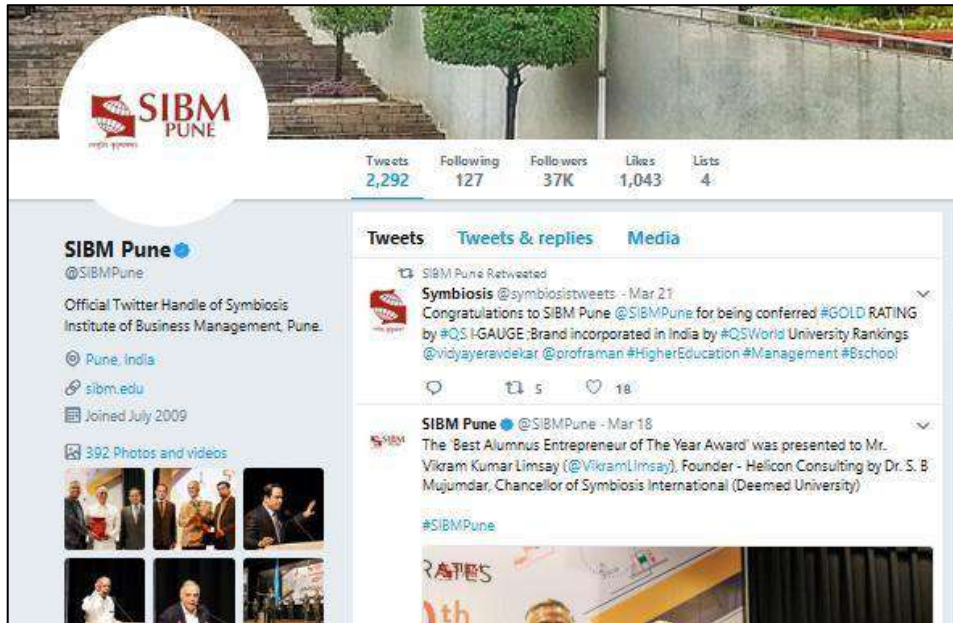 SIBM
PUNE
Tweets Following Followers Likes Lists
2,292 127 37K 1,043 4
SIBM Pune
@SIBMPune
Official Twitter Handle of Symbiosis
Institute of Business Management, Pune.
Pune, India
sibm.edu
Joined July 2009
392 Photos and videos
Tweets Tweets & replies Media
SIBM Pune Retweeted
Symbiosis @symbiosistweets - Mar 21
Congratulations to SIBM Pune @SIBMPune for being conferred #GOLD RATING
by #QS I-GAUGE ;Brand incorporated in India by #QSWorld University Rankings
@vidyayeravdekar @proframan #HigherEducation #Management #Bschool
5 18
SIBM
SIBM Pune @SIBMPune - Mar 18
The 'Best Alumnus Entrepreneur of The Year Award' was presented to Mr.
Vikram Kumar Limsay (@VikramLImsay), Founder - Helicon Consulting by Dr. S. B
Mujumdar, Chancellor of Symbiosis International (Deemed University)
#SIBMPune
th